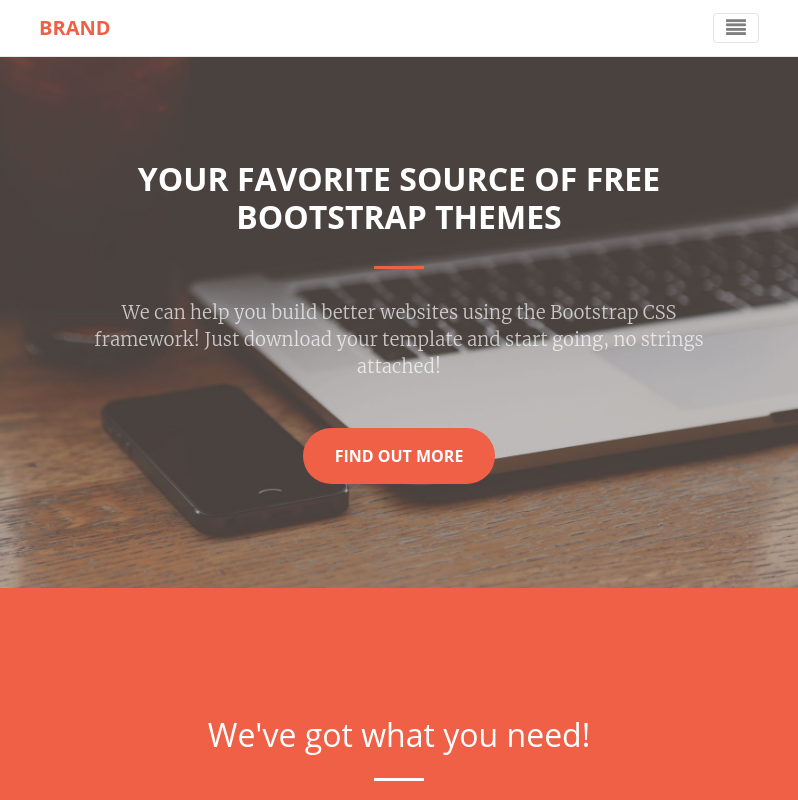 BRAND
YOUR FAVORITE SOURCE OF FREE
BOOTSTRAP THEMES
We can help you build better websites using the Bootstrap CSS
framework! Just download your template and start going, no strings
attached!
FIND OUT MORE
We've got what you need!